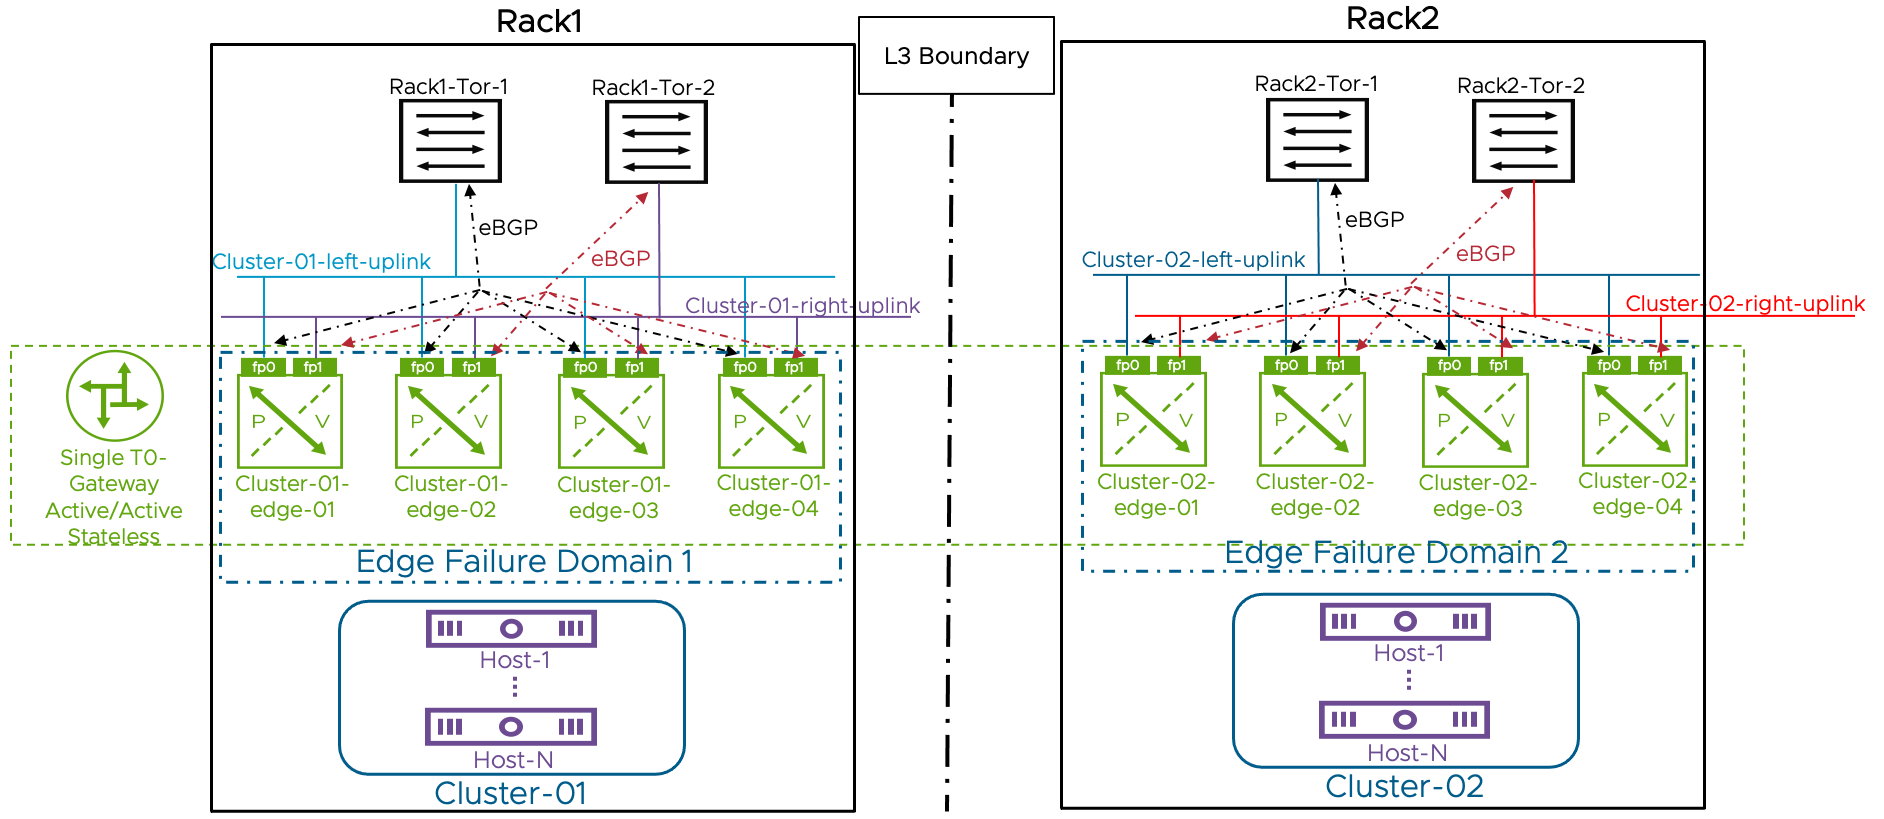 Rack1
Rack2
L3 Boundary
Rack1-Tor-1
Rack1-Tor-2
Rack2-Tor-1
Rack2-Tor-2
eBGP
eBGP
eBGP
eBGP
Cluster-01-left-uplink
Cluster-01-right-uplink
Cluster-02-left-uplink
Cluster-02-right-uplink
fp0
fp1
fp0
fp1
fp0
fp1
fp0
fp1
fp0
fp1
fp0
fp1
fp0
fp1
fp0
fp1
P
V
P
V
P
V
P
V
P
V
P
V
P
V
P
V
Single T0-
Gateway
Active/Active
Stateless
Cluster-01-
edge-01
Cluster-01-
edge-02
Cluster-01-
edge-03
Cluster-01-
edge-04
Cluster-02-
edge-01
Cluster-02-
edge-02
Cluster-02-
edge-03
Cluster-02-
edge-04
Edge Failure Domain 1
Edge Failure Domain 2
Host-1
Host-N
Cluster-01
Host-1
Host-N
Cluster-02